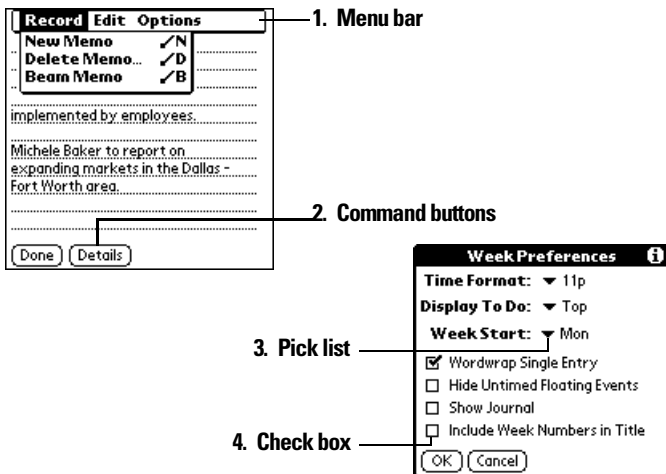 Record Edit Options
1. Menu bar
New Memo ⁄N
Delete Memo... ⁄D
Beam Memo ⁄B
implemented by employees.
Michele Baker to report on
expanding markets in the Dallas -
Fort Worth area.
2. Command buttons
Done Details
Week Preferences i
Time Format: 11p
Display To Do: Top
Week Start: Mon
3. Pick list
Wordwrap Single Entry
Hide Untimed Floating Events
Show Journal
Include Week Numbers in Title
4. Check box
OK Cancel